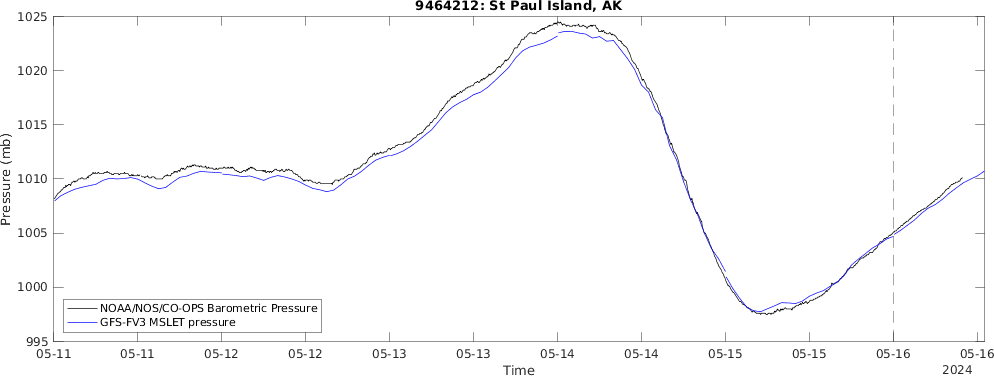 9464212: St Paul Island, AK
Pressure (mb)
1025
1020
1015
1010
1005
1000
995
NOAA/NOS/CO-OPS Barometric Pressure
GFS-FV3 MSLET pressure
05-11 05-11 05-12 05-12 05-13 05-14 05-14 05-15 05-15 05-16 05-16
Time
2024